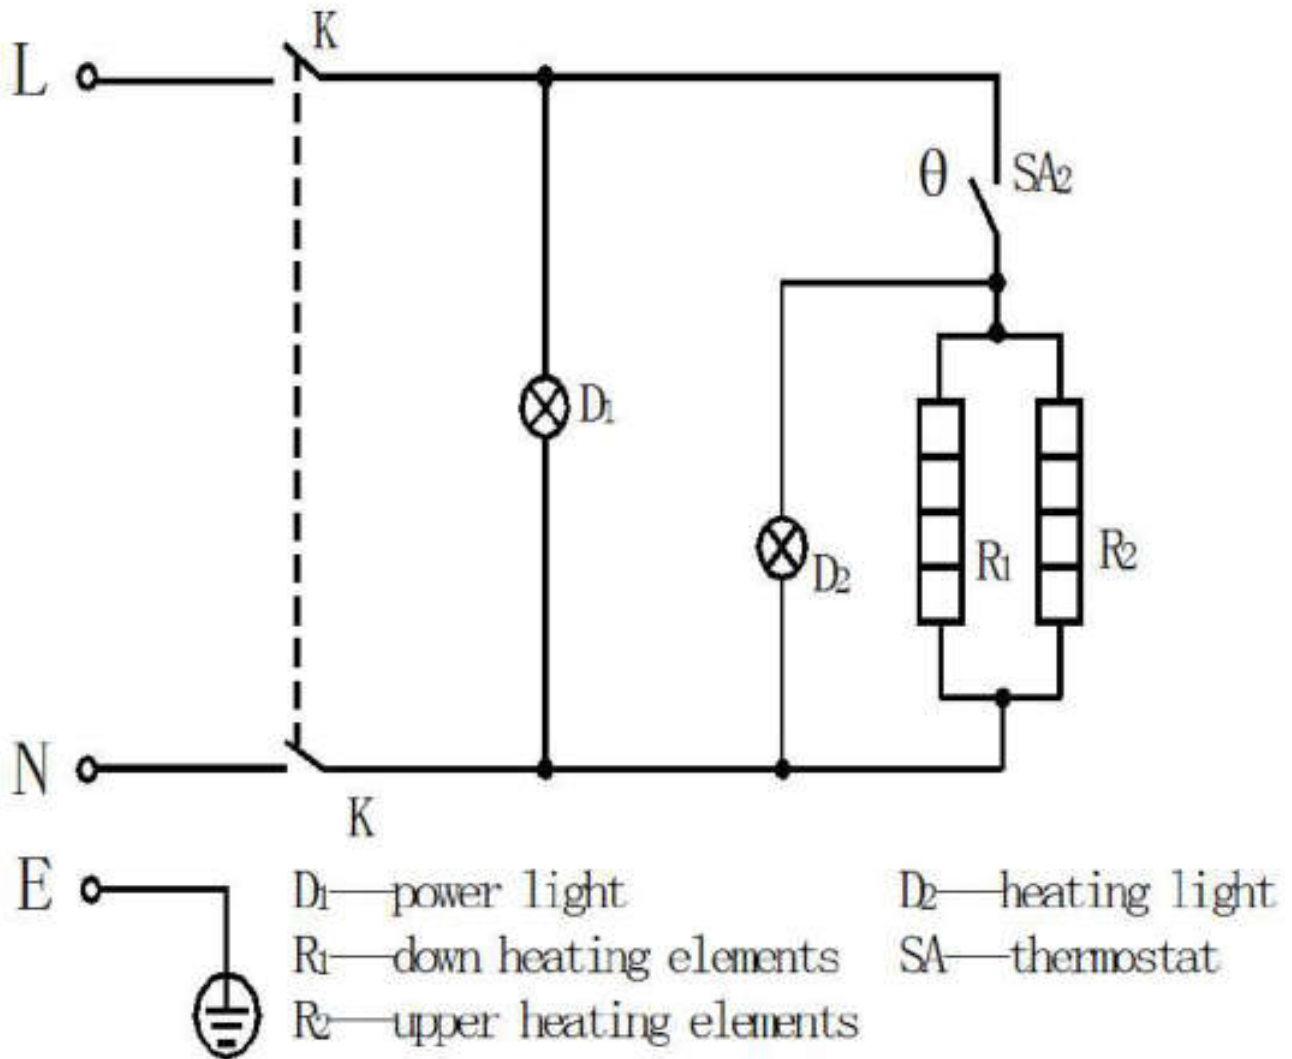 K
L
θ SA2
D1
D2
R1
R2
N
K
E
D1—power light D2—heating light
R1—down heating elements SA—thermostat
R2—upper heating elements